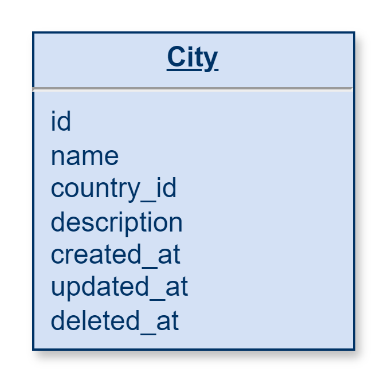 City
id
name
country_id
description
created_at
updated_at
deleted_at